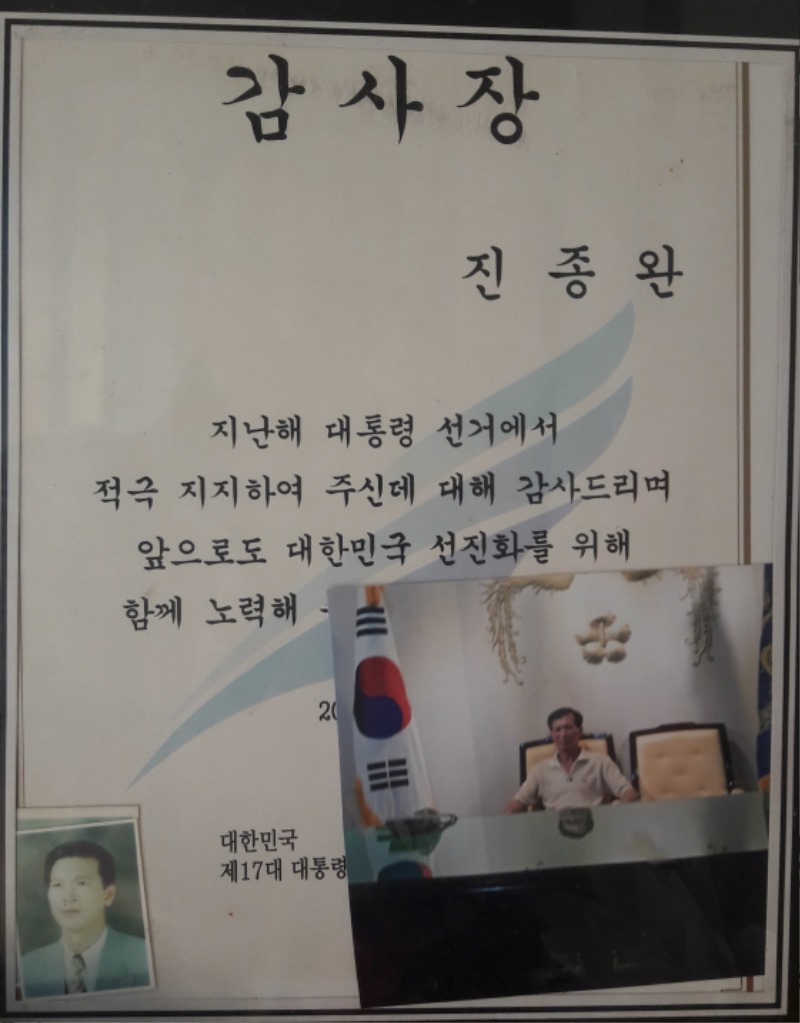 감사장
진종완
지난해 대통령 선거에서
적극 지지하여 주신데 대해 감사드리며
앞으로도 대한민국 선진화를 위해
함께 노력해
20
대한민국
제17대 대통령